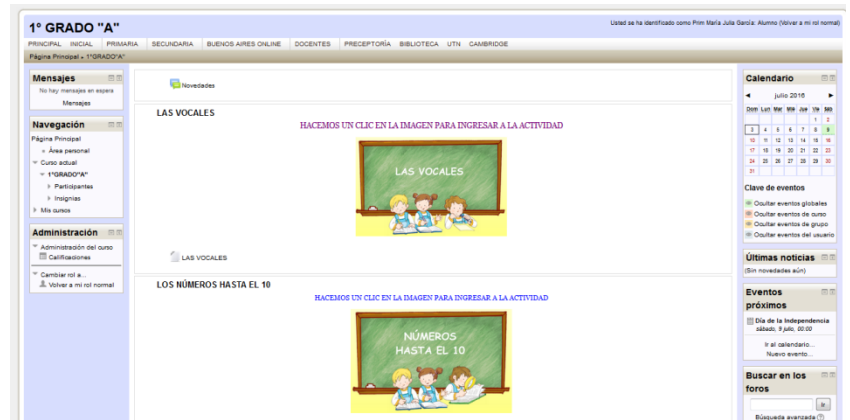 1º GRADO "A"
Usted se ha identificado como Prim María Julia García: Alumno (Volver a mi rol normal)
PRINCIPAL INICIAL PRIMARIA SECUNDARIA BUENOS AIRES ONLINE DOCENTES PRECEPTORÍA BIBLIOTECA UTN CAMBRIDGE
Página Principal 1ºGRADO"A"
Mensajes
No hay mensajes en espera
Mensajes
Navegación
Página Principal
Área personal
Curso actual
1ºGRADO"A"
Participantes
Insignias
Mis cursos
Administración
Administración del curso
Calificaciones
Cambiar rol a...
Volver a mi rol normal
Novedades
LAS VOCALES
HACEMOS UN CLIC EN LA IMAGEN PARA INGRESAR A LA ACTIVIDAD
LAS VOCALES
LAS VOCALES
LOS NÚMEROS HASTA EL 10
HACEMOS UN CLIC EN LA IMAGEN PARA INGRESAR A LA ACTIVIDAD
NÚMEROS
HASTA EL 10
Calendario
julio 2016
Dom Lun Mar Mié Jue Vie Sáb
1 2
3 4 5 6 7 8 9
10 11 12 13 14 15 16
17 18 19 20 21 22 23
24 25 26 27 28 29 30
31
Clave de eventos
Ocultar eventos globales
Ocultar eventos de curso
Ocultar eventos de grupo
Ocultar eventos del usuario
Últimas noticias
(Sin novedades aún)
Eventos
próximos
Día de la Independencia
sábado, 9 julio, 00:00
Ir al calendario...
Nuevo evento...
Buscar en los
foros
Ir
Búsqueda avanzada